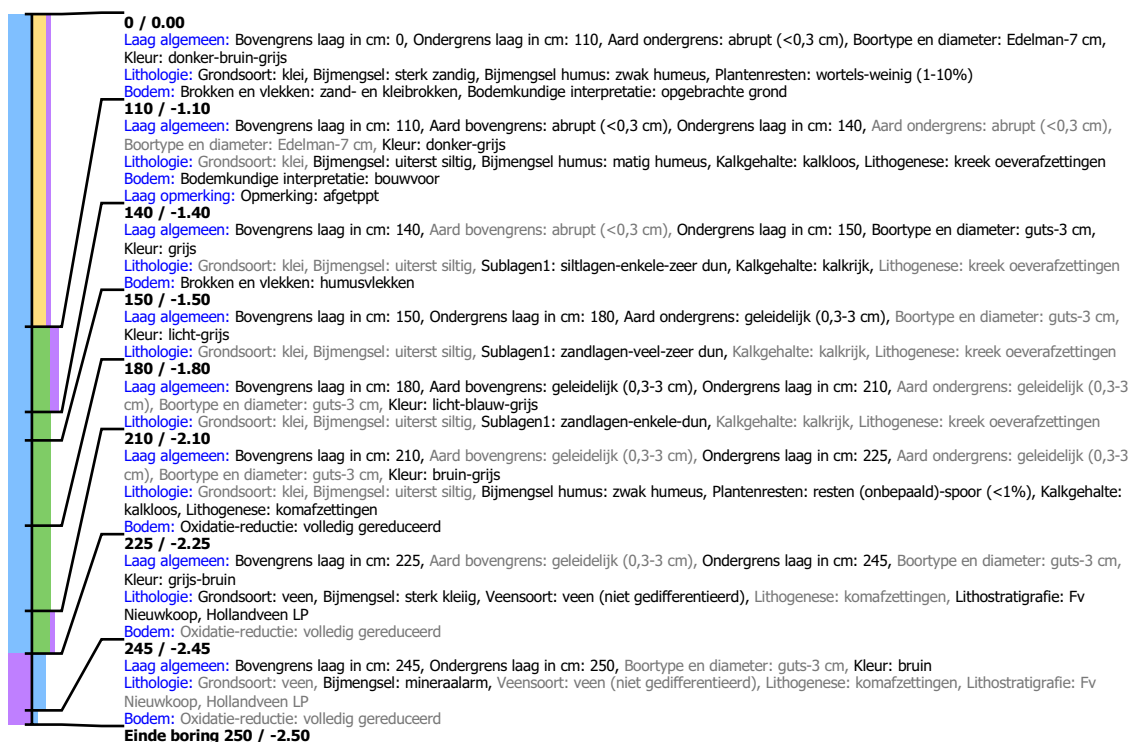 0 / 0.00
Laag algemeen: Bovengrens laag in cm: 0, Ondergrens laag in cm: 110, Aard ondergrens: abrupt (<0,3 cm), Boortype en diameter: Edelman-7 cm,
Kleur: donker-bruin-grijs
Lithologie: Grondsoort: klei, Bijmengsel: sterk zandig, Bijmengsel humus: zwak humeus, Plantenresten: wortels-weinig (1-10%)
Bodem: Brokken en vlekken: zand- en kleibrokken, Bodemkundige interpretatie: opgebrachte grond
110 / -1.10
Laag algemeen: Bovengrens laag in cm: 110, Aard bovengrens: abrupt (<0,3 cm), Ondergrens laag in cm: 140, Aard ondergrens: abrupt (<0,3 cm),
Boortype en diameter: Edelman-7 cm, Kleur: donker-grijs
Lithologie: Grondsoort: klei, Bijmengsel: uiterst siltig, Bijmengsel humus: matig humeus, Kalkgehalte: kalkloos, Lithogenese: kreek oeverafzettingen
Bodem: Bodemkundige interpretatie: bouwvoor
Laag opmerking: Opmerking: afgetppt
140 / -1.40
Laag algemeen: Bovengrens laag in cm: 140, Aard bovengrens: abrupt (<0,3 cm), Ondergrens laag in cm: 150, Boortype en diameter: guts-3 cm,
Kleur: grijs
Lithologie: Grondsoort: klei, Bijmengsel: uiterst siltig, Sublagen1: siltlagen-enkele-zeer dun, Kalkgehalte: kalkrijk, Lithogenese: kreek oeverafzettingen
Bodem: Brokken en vlekken: humusvlekken
150 / -1.50
Laag algemeen: Bovengrens laag in cm: 150, Ondergrens laag in cm: 180, Aard ondergrens: geleidelijk (0,3-3 cm), Boortype en diameter: guts-3 cm,
Kleur: licht-grijs
Lithologie: Grondsoort: klei, Bijmengsel: uiterst siltig, Sublagen1: zandlagen-veel-zeer dun, Kalkgehalte: kalkrijk, Lithogenese: kreek oeverafzettingen
180 / -1.80
Laag algemeen: Bovengrens laag in cm: 180, Aard bovengrens: geleidelijk (0,3-3 cm), Ondergrens laag in cm: 210, Aard ondergrens: geleidelijk (0,3-3
cm), Boortype en diameter: guts-3 cm, Kleur: licht-blauw-grijs
Lithologie: Grondsoort: klei, Bijmengsel: uiterst siltig, Sublagen1: zandlagen-enkele-dun, Kalkgehalte: kalkrijk, Lithogenese: kreek oeverafzettingen
210 / -2.10
Laag algemeen: Bovengrens laag in cm: 210, Aard bovengrens: geleidelijk (0,3-3 cm), Ondergrens laag in cm: 225, Aard ondergrens: geleidelijk (0,3-3
cm), Boortype en diameter: guts-3 cm, Kleur: bruin-grijs
Lithologie: Grondsoort: klei, Bijmengsel: uiterst siltig, Bijmengsel humus: zwak humeus, Plantenresten: resten (onbepaald)-spoor (<1%), Kalkgehalte:
kalkloos, Lithogenese: komafzettingen
Bodem: Oxidatie-reductie: volledig gereduceerd
225 / -2.25
Laag algemeen: Bovengrens laag in cm: 225, Aard bovengrens: geleidelijk (0,3-3 cm), Ondergrens laag in cm: 245, Boortype en diameter: guts-3 cm,
Kleur: grijs-bruin
Lithologie: Grondsoort: veen, Bijmengsel: sterk kleiig, Veensoort: veen (niet gedifferentieerd), Lithogenese: komafzettingen, Lithostratigrafie: Fv
Nieuwkoop, Hollandveen LP
Bodem: Oxidatie-reductie: volledig gereduceerd
245 / -2.45
Laag algemeen: Bovengrens laag in cm: 245, Ondergrens laag in cm: 250, Boortype en diameter: guts-3 cm, Kleur: bruin
Lithologie: Grondsoort: veen, Bijmengsel: mineraalarm, Veensoort: veen (niet gedifferentieerd), Lithogenese: komafzettingen, Lithostratigrafie: Fv
Nieuwkoop, Hollandveen LP
Bodem: Oxidatie-reductie: volledig gereduceerd
Einde boring 250 / -2.50